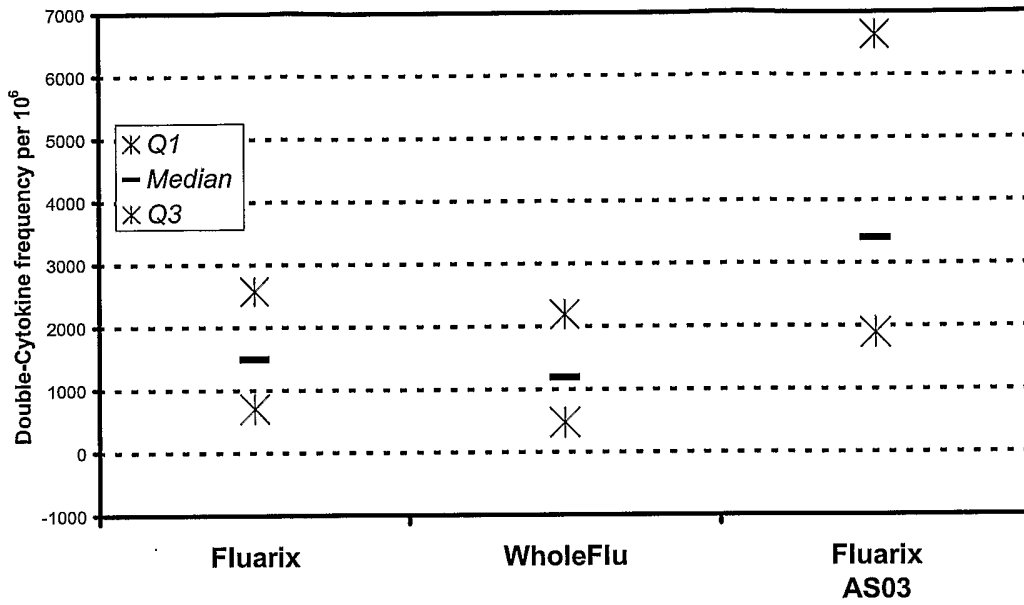 Double-Cytokine frequency per 10⁶
7000
6000
5000
4000
3000
2000
1000
0
-1000
Q1
Median
Q3
Fluarix
WholeFlu
Fluarix
AS03